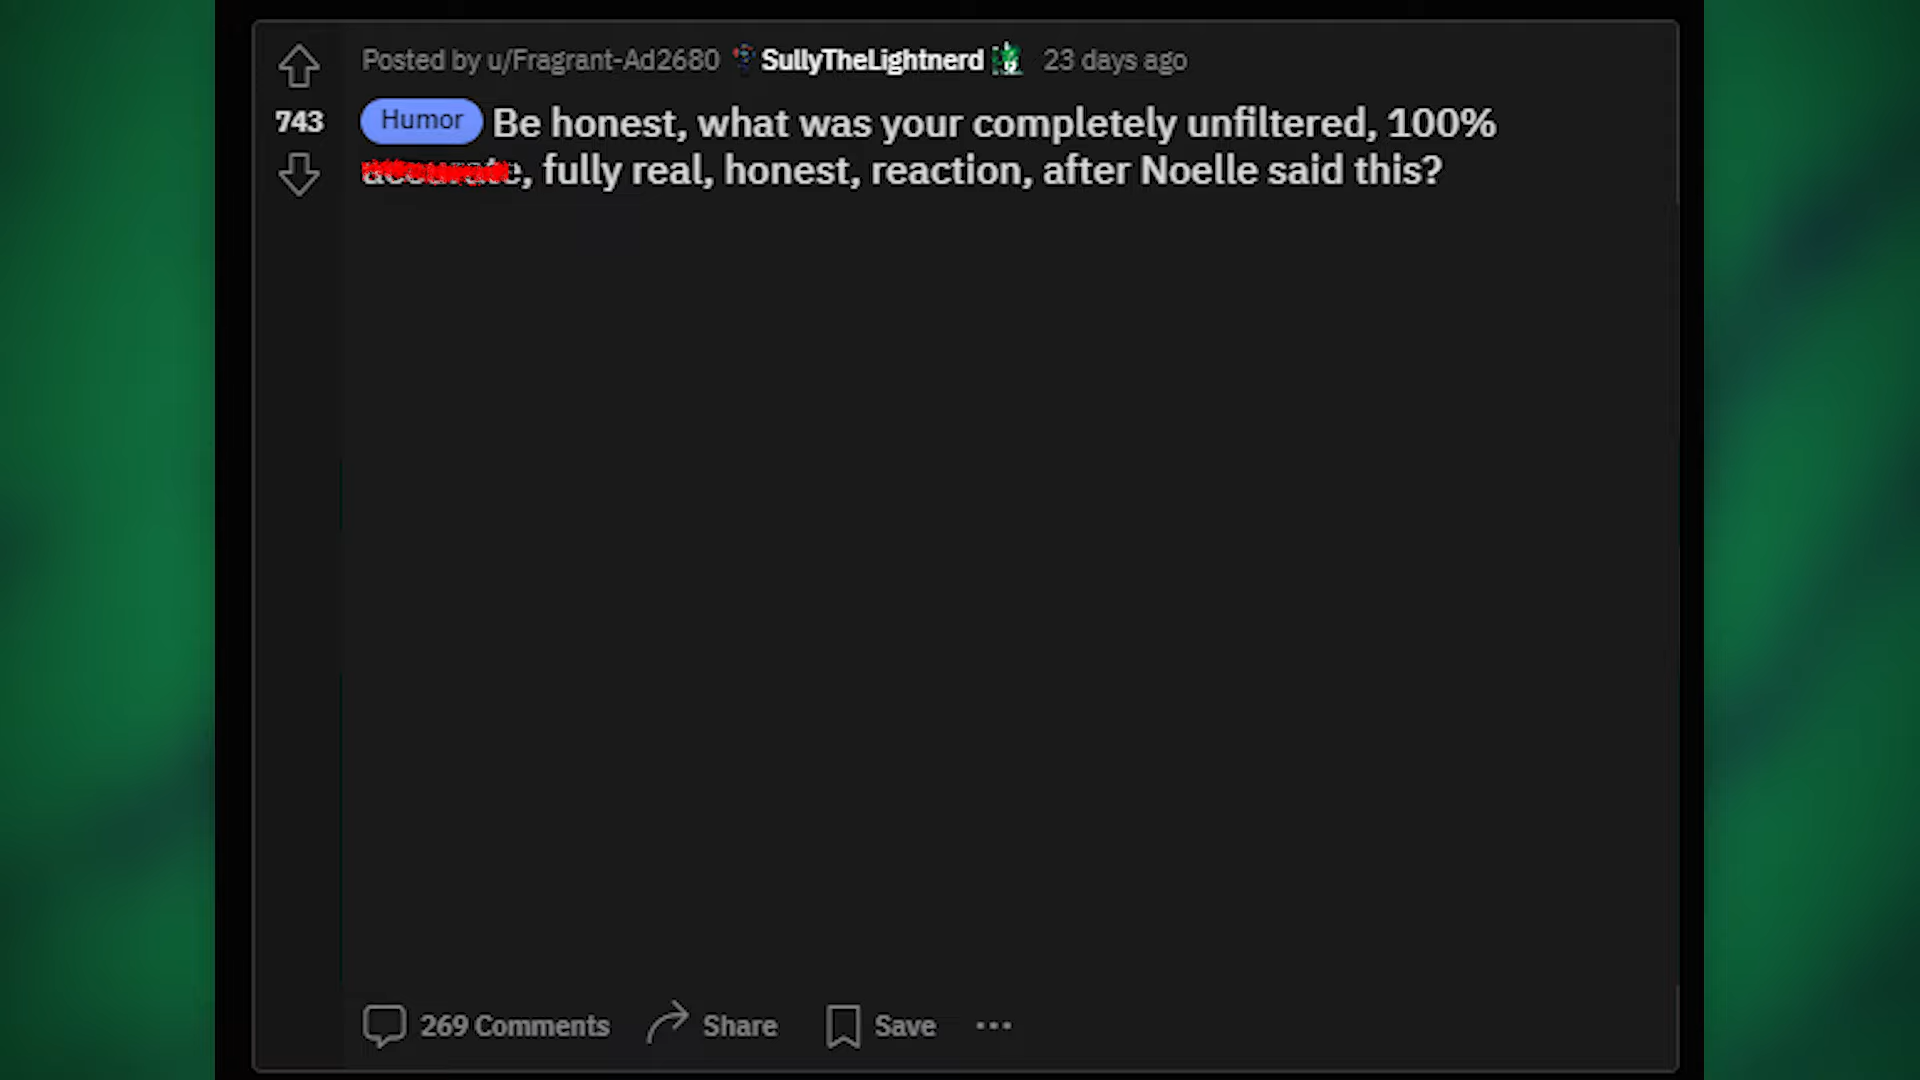 Posted by u/Fragrant-Ad2680 SullyTheLightnerd 23 days ago
743
Humor Be honest, what was your completely unfiltered, 100%
, fully real, honest, reaction, after Noelle said this?
269 Comments Share Save